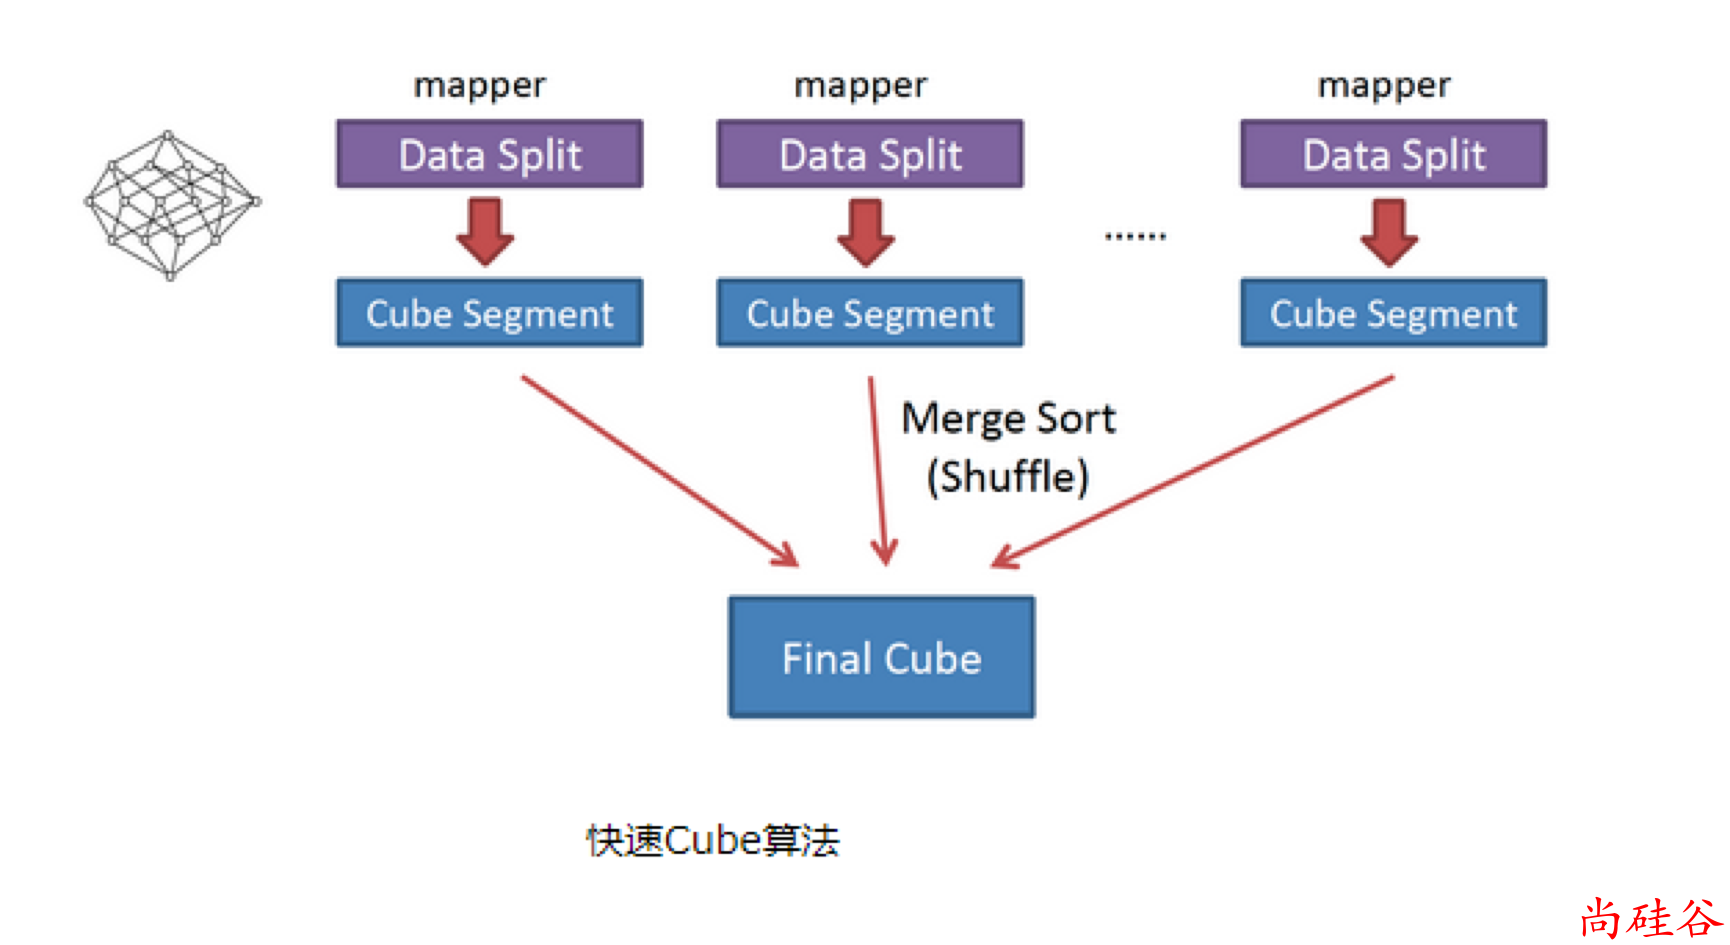 mapper mapper mapper
Data Split Data Split Data Split
......
Cube Segment Cube Segment Cube Segment
Merge Sort
(Shuffle)
Final Cube
快速Cube算法
尚硅谷